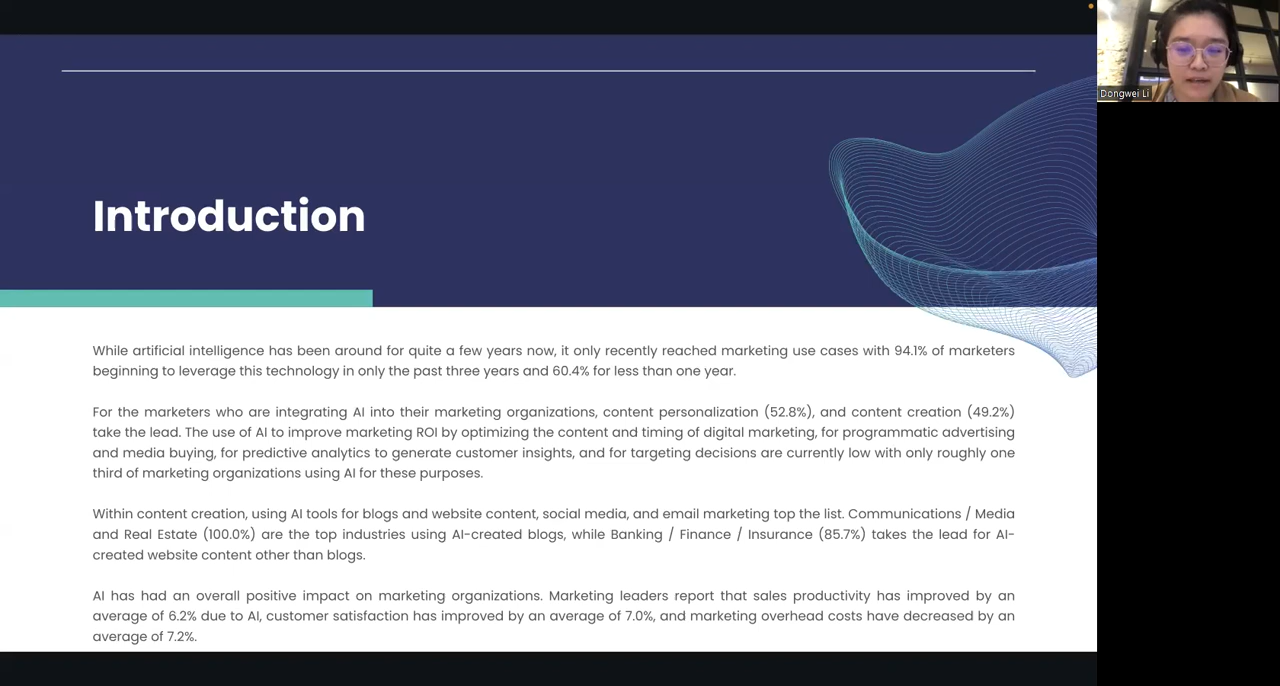 Dongwei Li
Introduction
While artificial intelligence has been around for quite a few years now, it only recently reached marketing use cases with 94.1% of marketers
beginning to leverage this technology in only the past three years and 60.4% for less than one year.
For the marketers who are integrating AI into their marketing organizations, content personalization (52.8%), and content creation (49.2%)
take the lead. The use of AI to improve marketing ROI by optimizing the content and timing of digital marketing, for programmatic advertising
and media buying, for predictive analytics to generate customer insights, and for targeting decisions are currently low with only roughly one
third of marketing organizations using AI for these purposes.
Within content creation, using AI tools for blogs and website content, social media, and email marketing top the list. Communications / Media
and Real Estate (100.0%) are the top industries using AI-created blogs, while Banking / Finance / Insurance (85.7%) takes the lead for AI-
created website content other than blogs.
AI has had an overall positive impact on marketing organizations. Marketing leaders report that sales productivity has improved by an
average of 6.2% due to AI, customer satisfaction has improved by an average of 7.0%, and marketing overhead costs have decreased by an
average of 7.2%.